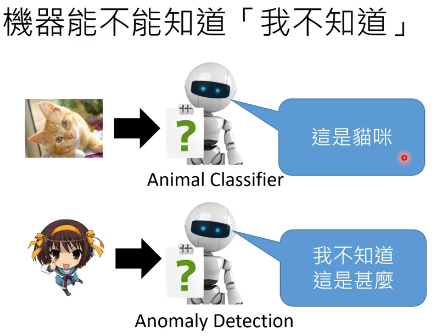 機器能不能知道「我不知道」
?
這是貓咪
Animal Classifier
?
我不知道
這是甚麼
Anomaly Detection